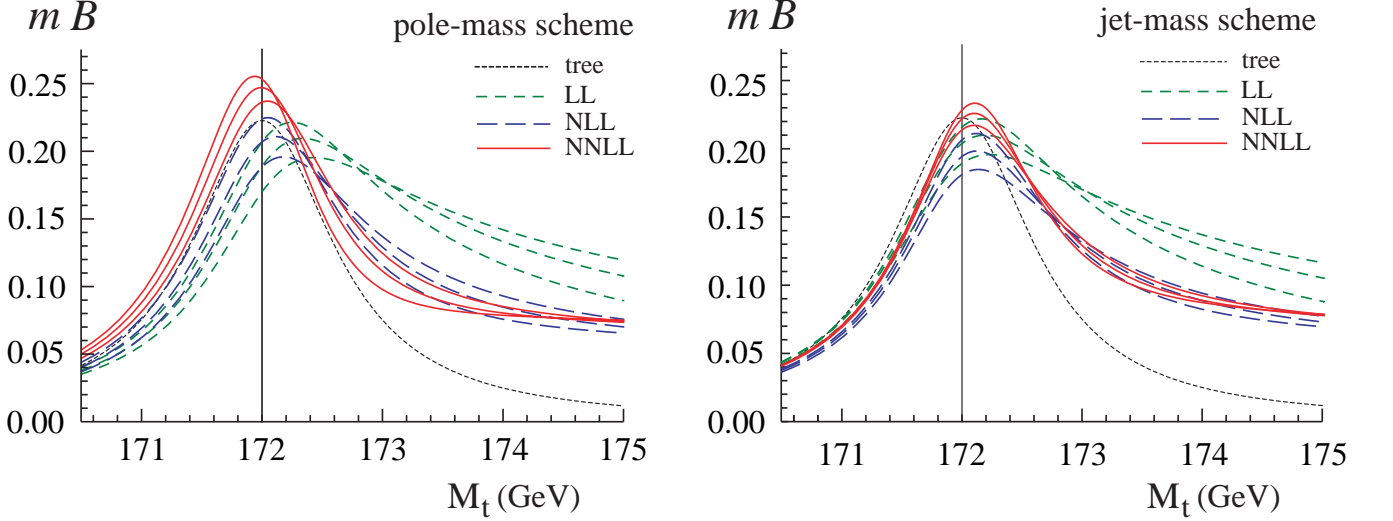 m B
pole-mass scheme
tree
LL
NLL
NNLL
0.25
0.20
0.15
0.10
0.05
0.00
171 172 173 174 175
M_t (GeV)
m B
jet-mass scheme
tree
LL
NLL
NNLL
0.25
0.20
0.15
0.10
0.05
0.00
171 172 173 174 175
M_t (GeV)